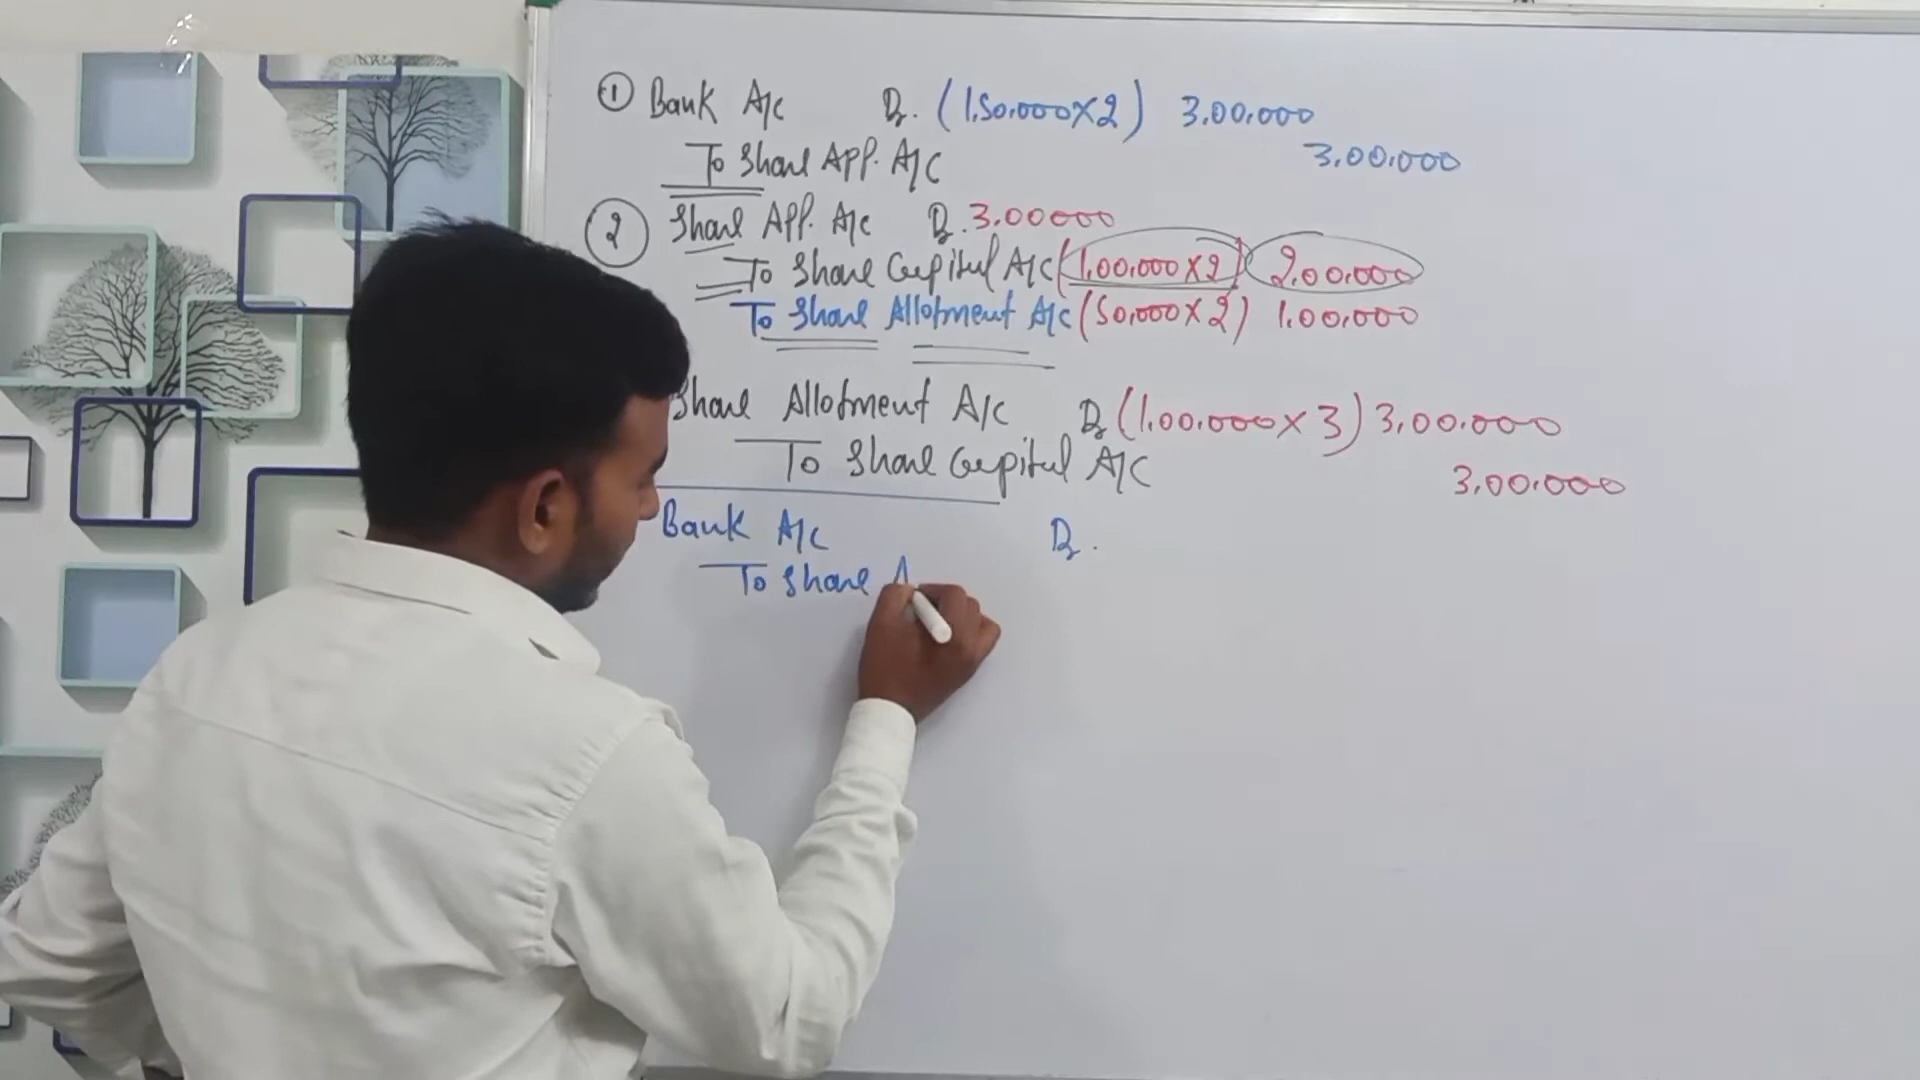 ① Bank A/c Dr. (1,50,000×2) 3,00,000
To Share App. A/c
3,00,000
② Share App. A/c Dr. 3,00000
To Share Capital A/c (1,00,000×2) 2,00,000
To Share Allotment A/c (50,000×2) 1,00,000
Share Allotment A/c Dr (1,00,000×3) 3,00,000
To Share Capital A/c
3,00,000
Bank A/c Dr.
To Share A